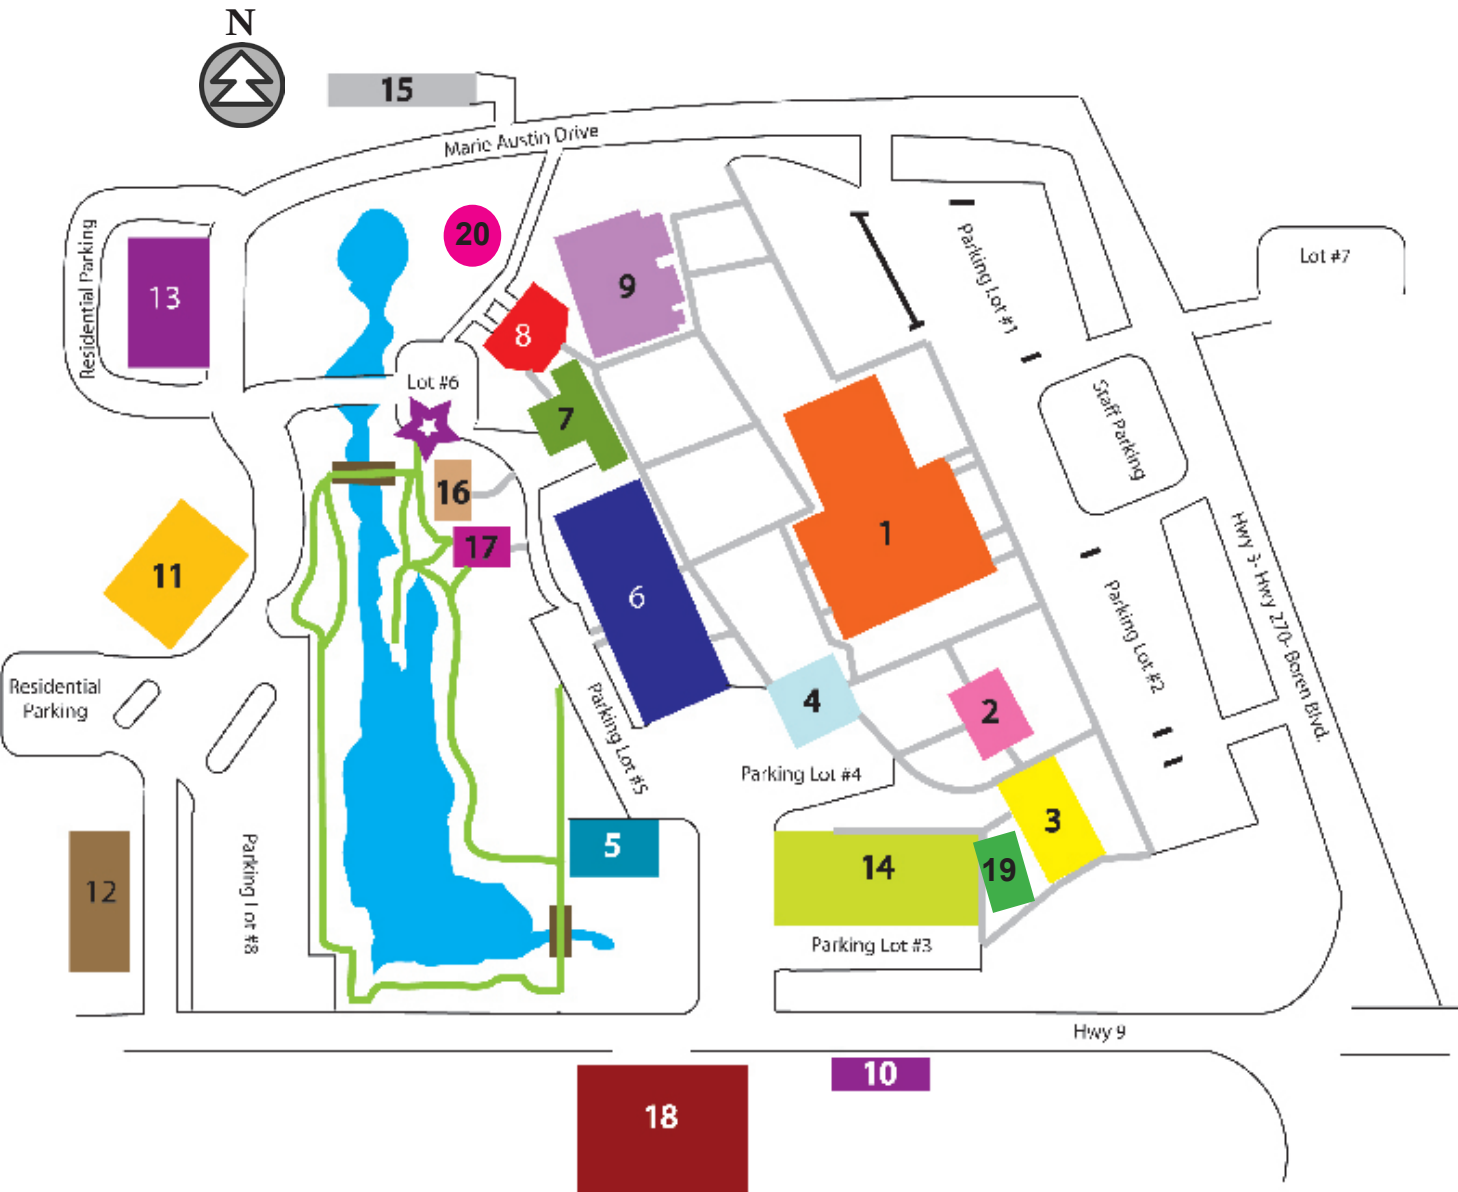 N
15
Marie Austin Drive
Residential Parking
20
13
9
8
Parking Lot #1
Lot #7
Lot #6
7
Staff Parking
16
17
1
11
6
Hwy 3- Hwy 270- Boren Blvd.
Parking Lot #2
Residential
Parking
4
2
Parking Lot #5
Parking Lot #4
3
5
14
19
12
Parking Lot #8
Parking Lot #3
Hwy 9
10
18